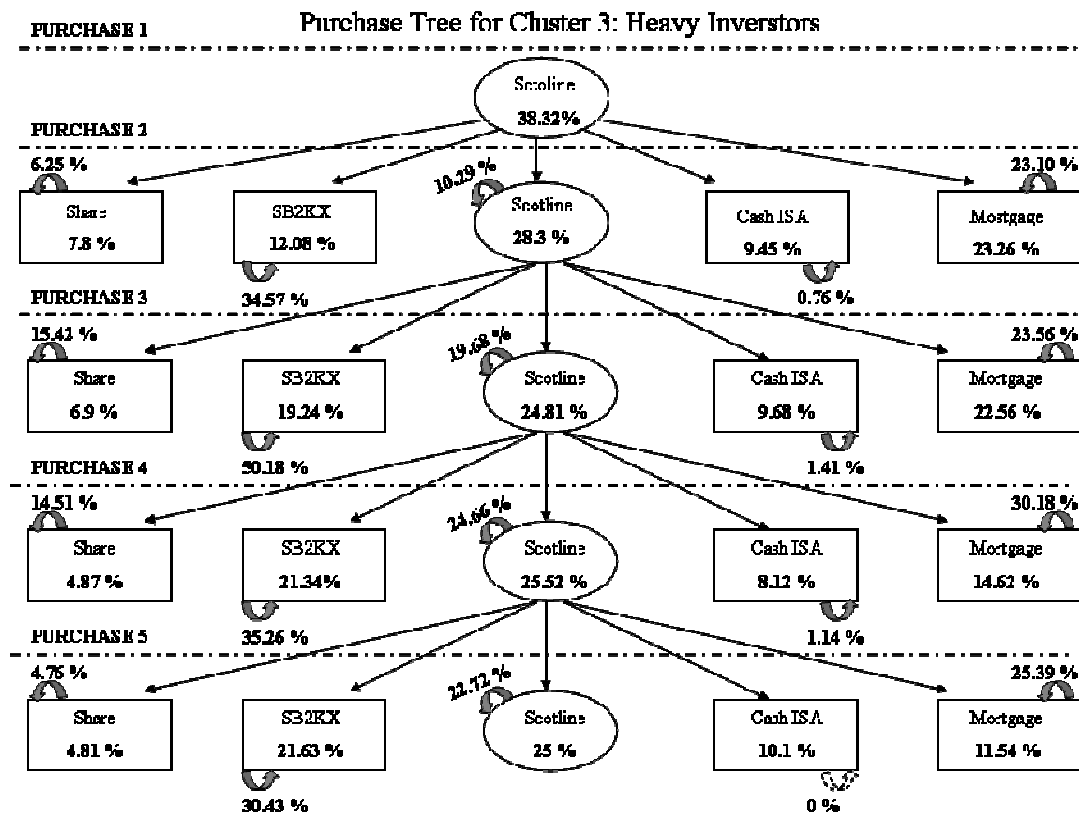 Purchase Tree for Cluster 3: Heavy Inverstors
PURCHASE 1
Scotline
38.32%
PURCHASE 2
6.25 %
10.29 %
23.10 %
Share
7.8 %
SB2KX
12.08 %
Scotline
28.3 %
Cash ISA
9.45 %
Mortgage
23.26 %
34.57 %
0.76 %
PURCHASE 3
15.42 %
19.68 %
23.56 %
Share
6.9 %
SB2KX
19.24 %
Scotline
24.81 %
Cash ISA
9.68 %
Mortgage
22.56 %
50.18 %
1.41 %
PURCHASE 4
14.51 %
24.66 %
30.18 %
Share
4.87 %
SB2KX
21.34%
Scotline
25.52 %
Cash ISA
8.12 %
Mortgage
14.62 %
35.26 %
1.14 %
PURCHASE 5
4.76 %
22.72 %
25.39 %
Share
4.81 %
SB2KX
21.63 %
Scotline
25 %
Cash ISA
10.1 %
Mortgage
11.54 %
30.43 %
0 %